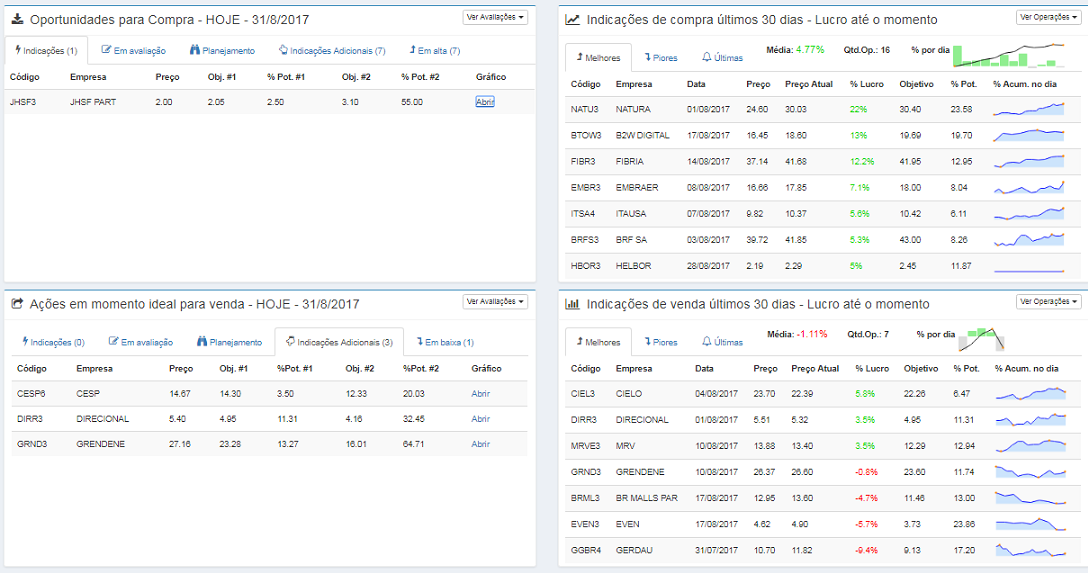 Oportunidades para Compra - HOJE - 31/8/2017
Ver Avaliações
Indicações (1) Em avaliação Planejamento Indicações Adicionais (7) Em alta (7)
Código Empresa Preço Obj. #1 % Pot. #1 Obj. #2 % Pot. #2 Gráfico
JHSF3 JHSF PART 2.00 2.05 2.50 3.10 55.00 Abrir
Indicações de compra últimos 30 dias - Lucro até o momento
Ver Operações
Melhores Piores Últimas Média: 4.77% Qtd.Op.: 16 % por dia
Código Empresa Data Preço Preço Atual % Lucro Objetivo % Pot. % Acum. no dia
NATU3 NATURA 01/08/2017 24.60 30.03 22% 30.40 23.58
BTOW3 B2W DIGITAL 17/08/2017 16.45 18.60 13% 19.69 19.70
FIBR3 FIBRIA 14/08/2017 37.14 41.68 12.2% 41.95 12.95
EMBR3 EMBRAER 08/08/2017 16.66 17.85 7.1% 18.00 8.04
ITSA4 ITAUSA 07/08/2017 9.82 10.37 5.6% 10.42 6.11
BRFS3 BRF SA 03/08/2017 39.72 41.85 5.3% 43.00 8.26
HBOR3 HELBOR 28/08/2017 2.19 2.29 5% 2.45 11.87
Ações em momento ideal para venda - HOJE - 31/8/2017
Ver Avaliações
Indicações (0) Em avaliação Planejamento Indicações Adicionais (3) Em baixa (1)
Código Empresa Preço Obj. #1 %Pot. #1 Obj. #2 %Pot. #2 Gráfico
CESP6 CESP 14.67 14.30 3.50 12.33 20.03 Abrir
DIRR3 DIRECIONAL 5.40 4.95 11.31 4.16 32.45 Abrir
GRND3 GRENDENE 27.16 23.28 13.27 16.01 64.71 Abrir
Indicações de venda últimos 30 dias - Lucro até o momento
Ver Operações
Melhores Piores Últimas Média: -1.11% Qtd.Op.: 7 % por dia
Código Empresa Data Preço Preço Atual % Lucro Objetivo % Pot. % Acum. no dia
CIEL3 CIELO 04/08/2017 23.70 22.39 5.8% 22.26 6.47
DIRR3 DIRECIONAL 01/08/2017 5.51 5.32 3.5% 4.95 11.31
MRVE3 MRV 10/08/2017 13.88 13.40 3.5% 12.29 12.94
GRND3 GRENDENE 10/08/2017 26.37 26.60 -0.8% 23.60 11.74
BRML3 BR MALLS PAR 17/08/2017 12.95 13.60 -4.7% 11.46 13.00
EVEN3 EVEN 17/08/2017 4.62 4.90 -5.7% 3.73 23.86
GGBR4 GERDAU 31/07/2017 10.70 11.82 -9.4% 9.13 17.20